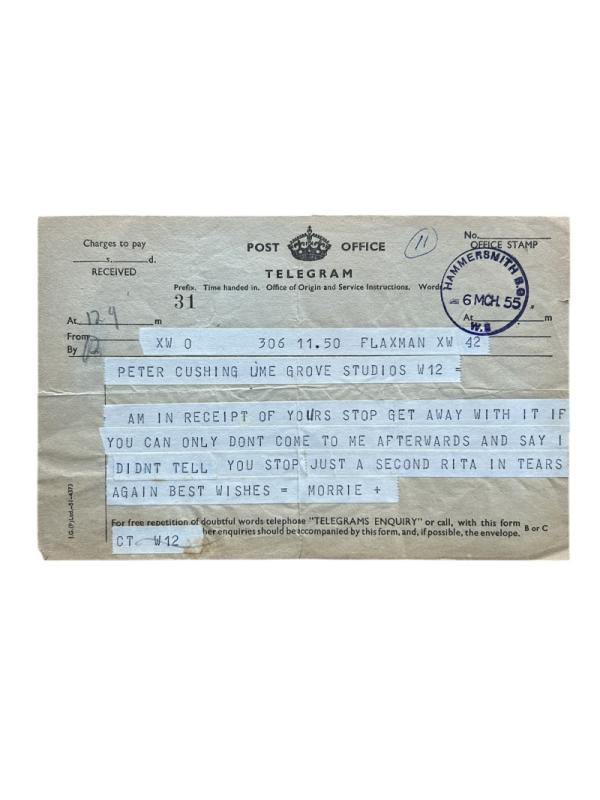 Charges to pay
s. d.
RECEIVED
POST OFFICE
TELEGRAM
Prefix. Time handed in. Office of Origin and Service Instructions. Words
31
11
No.
OFFICE STAMP
HAMMERSMITH B.O.
- 6 MCH 55
W.6
At m
At m
From
By
XW 0 306 11.50 FLAXMAN XW 42
PETER CUSHING LIME GROVE STUDIOS W12 =
AM IN RECEIPT OF YOURS STOP GET AWAY WITH IT IF
YOU CAN ONLY DONT COME TO ME AFTERWARDS AND SAY I
DIDNT TELL YOU STOP JUST A SECOND RITA IN TEARS
AGAIN BEST WISHES = MORRIE +
For free repetition of doubtful words telephone "TELEGRAMS ENQUIRY" or call, with this form
her enquiries should be accompanied by this form, and, if possible, the envelope. B or C
CT W12